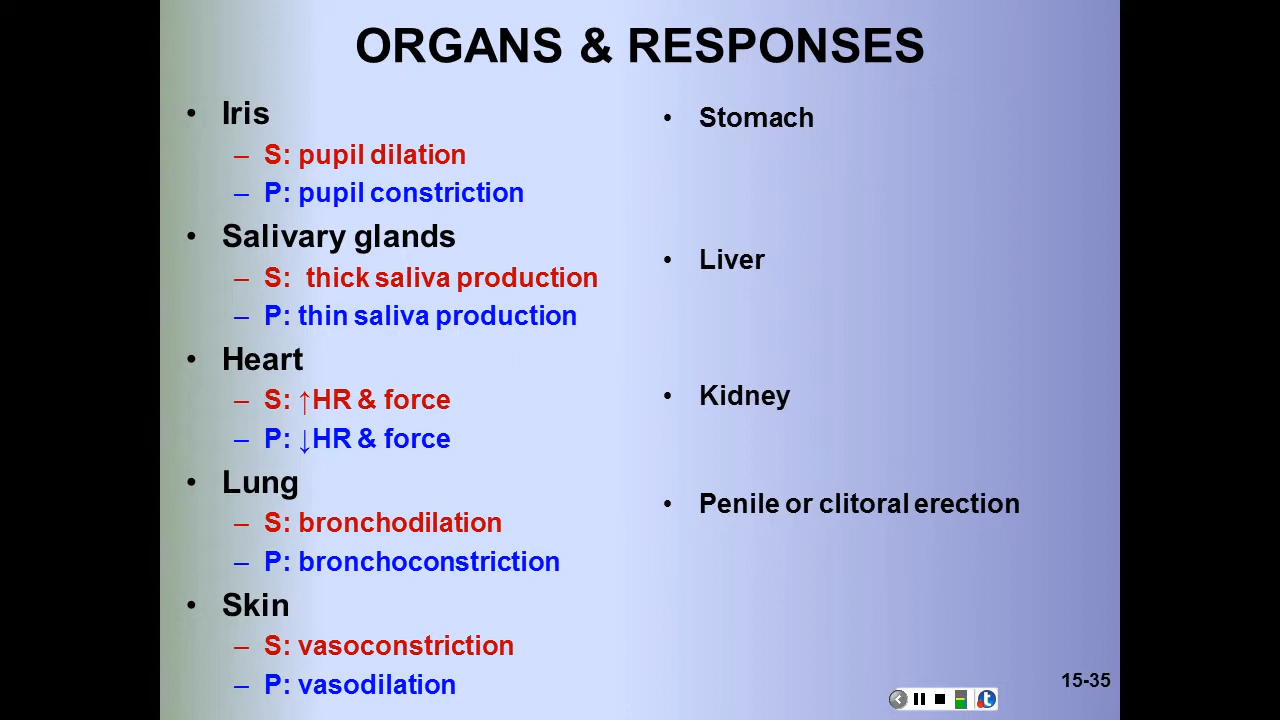 ORGANS & RESPONSES
• Iris
– S: pupil dilation
– P: pupil constriction
• Salivary glands
– S:  thick saliva production
– P: thin saliva production
• Heart
– S: ↑HR & force
– P: ↓HR & force
• Lung
– S: bronchodilation
– P: bronchoconstriction
• Skin
– S: vasoconstriction
– P: vasodilation
• Stomach
• Liver
• Kidney
• Penile or clitoral erection
15-35
t